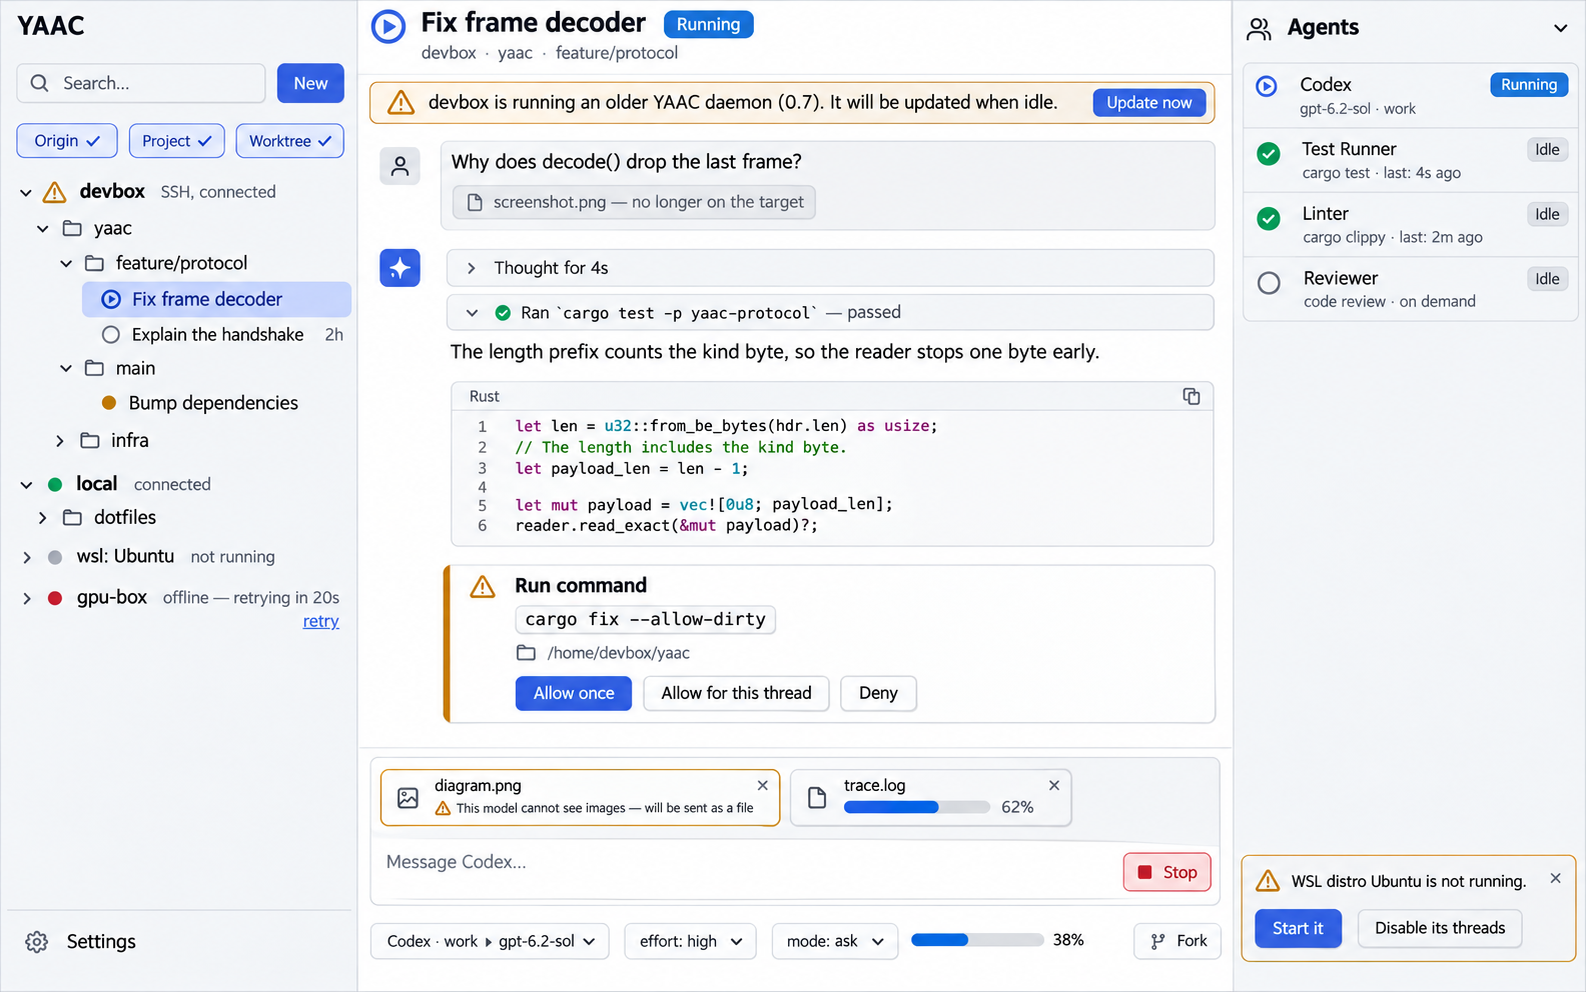 YAAC
Search...
New
Origin
Project
Worktree
devbox SSH, connected
yaac
feature/protocol
Fix frame decoder
Explain the handshake 2h
main
Bump dependencies
infra
local connected
dotfiles
wsl: Ubuntu not running
gpu-box offline — retrying in 20s
retry
Settings
Fix frame decoder Running
devbox · yaac · feature/protocol
devbox is running an older YAAC daemon (0.7). It will be updated when idle. Update now
Why does decode() drop the last frame?
screenshot.png — no longer on the target
Thought for 4s
Ran `cargo test -p yaac-protocol` — passed
The length prefix counts the kind byte, so the reader stops one byte early.
Rust
1 let len = u32::from_be_bytes(hdr.len) as usize;
2 // The length includes the kind byte.
3 let payload_len = len - 1;
4
5 let mut payload = vec![0u8; payload_len];
6 reader.read_exact(&mut payload)?;
Run command
cargo fix --allow-dirty
/home/devbox/yaac
Allow once
Allow for this thread
Deny
diagram.png
This model cannot see images — will be sent as a file
trace.log
62%
Message Codex...
Stop
Codex · work ▸ gpt-6.2-sol
effort: high
mode: ask
38%
Fork
Agents
Codex Running
gpt-6.2-sol · work
Test Runner Idle
cargo test · last: 4s ago
Linter Idle
cargo clippy · last: 2m ago
Reviewer Idle
code review · on demand
WSL distro Ubuntu is not running.
Start it
Disable its threads